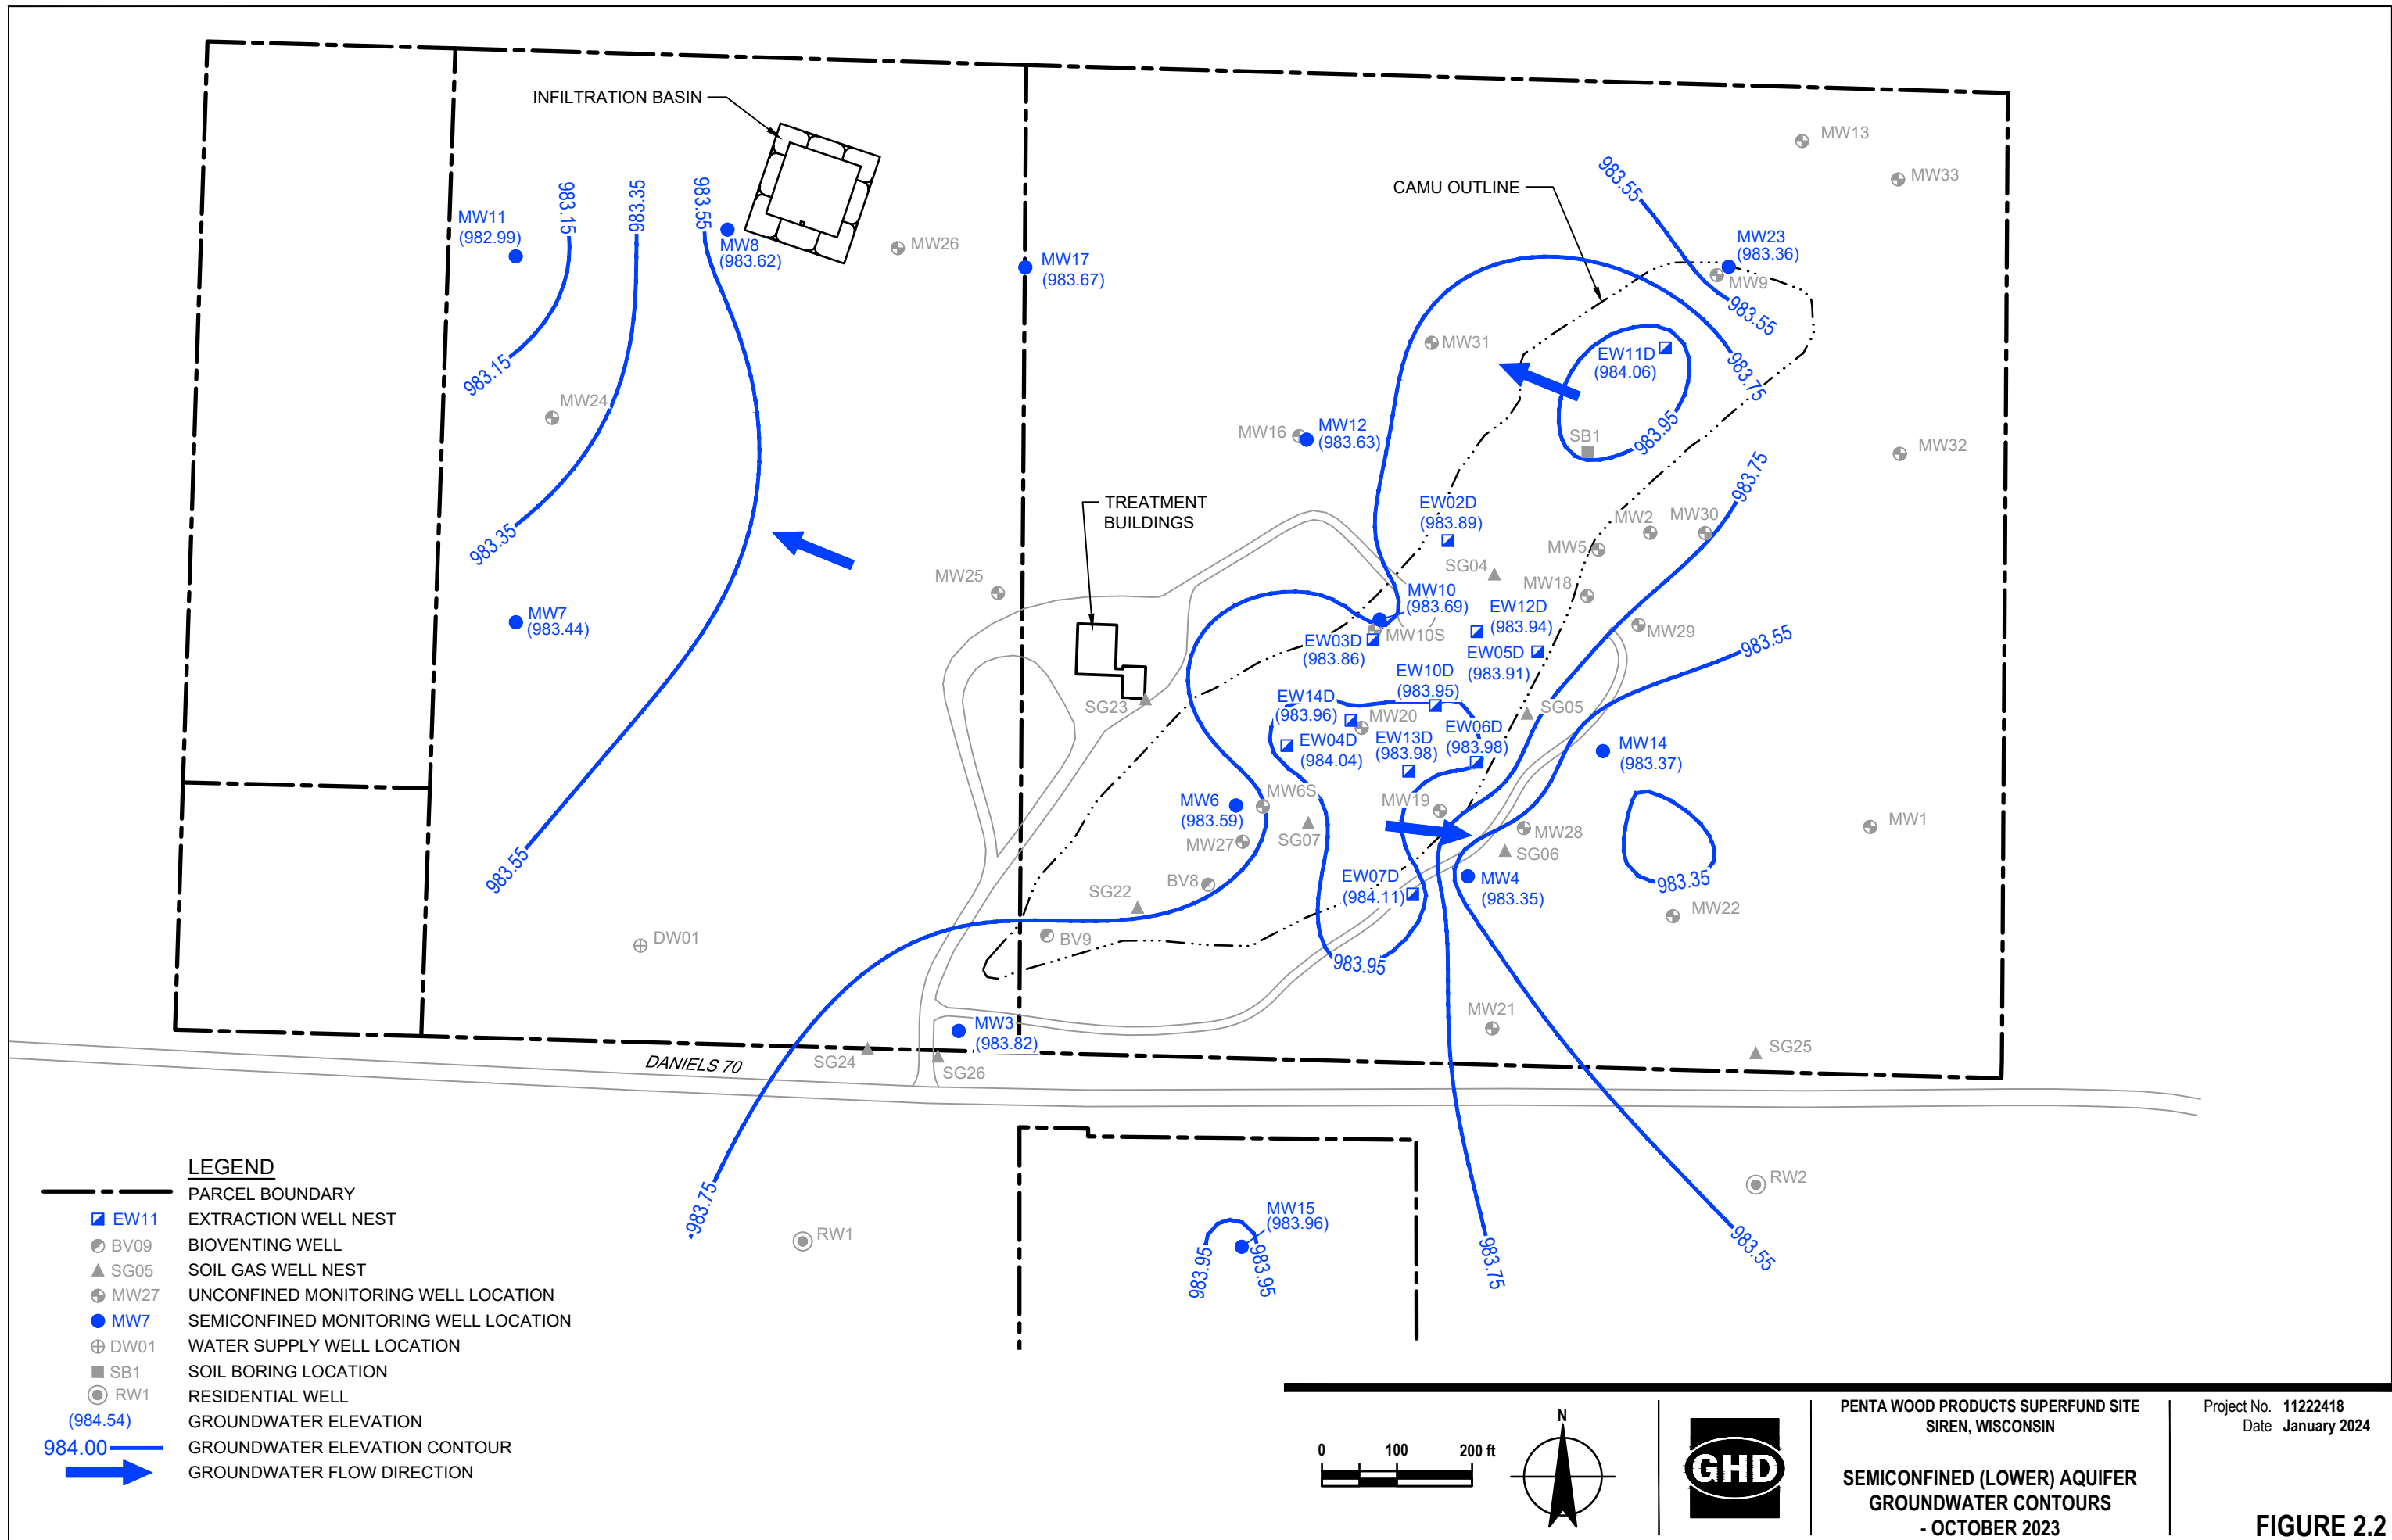 INFILTRATION BASIN
CAMU OUTLINE
MW13
MW33
983.55
983.15
983.35
983.55
MW11
(982.99)
MW8
(983.62)
MW26
MW17
(983.67)
MW23
(983.36)
MW9
983.55
MW31
EW11D
(984.06)
983.75
983.15
MW24
MW16
MW12
(983.63)
SB1
983.95
MW32
983.75
TREATMENT
BUILDINGS
EW02D
(983.89)
MW2
MW30
983.35
MW5
SG04
MW18
MW25
MW10
(983.69)
EW12D
(983.94)
MW7
(983.44)
MW10S
MW29
EW03D
(983.86)
EW05D
(983.91)
983.55
EW10D
(983.95)
EW14D
(983.96)
SG23
MW20
SG05
EW06D
(983.98)
EW13D
(983.98)
EW04D
(984.04)
MW14
(983.37)
MW6
(983.59)
MW6S
MW19
SG07
MW27
MW28
SG06
MW1
983.55
BV8
SG22
EW07D
(984.11)
MW4
(983.35)
983.35
MW22
DW01
BV9
983.95
MW3
(983.82)
MW21
SG24
SG26
SG25
DANIELS 70
983.75
RW1
MW15
(983.96)
983.95
983.95
983.75
983.55
RW2
LEGEND
PARCEL BOUNDARY
EW11 EXTRACTION WELL NEST
BV09 BIOVENTING WELL
SG05 SOIL GAS WELL NEST
MW27 UNCONFINED MONITORING WELL LOCATION
MW7 SEMICONFINED MONITORING WELL LOCATION
DW01 WATER SUPPLY WELL LOCATION
SB1 SOIL BORING LOCATION
RW1 RESIDENTIAL WELL
(984.54) GROUNDWATER ELEVATION
984.00 GROUNDWATER ELEVATION CONTOUR
GROUNDWATER FLOW DIRECTION
0 100 200 ft
N
GHD
PENTA WOOD PRODUCTS SUPERFUND SITE
SIREN, WISCONSIN
SEMICONFINED (LOWER) AQUIFER
GROUNDWATER CONTOURS
- OCTOBER 2023
Project No. 11222418
Date January 2024
FIGURE 2.2